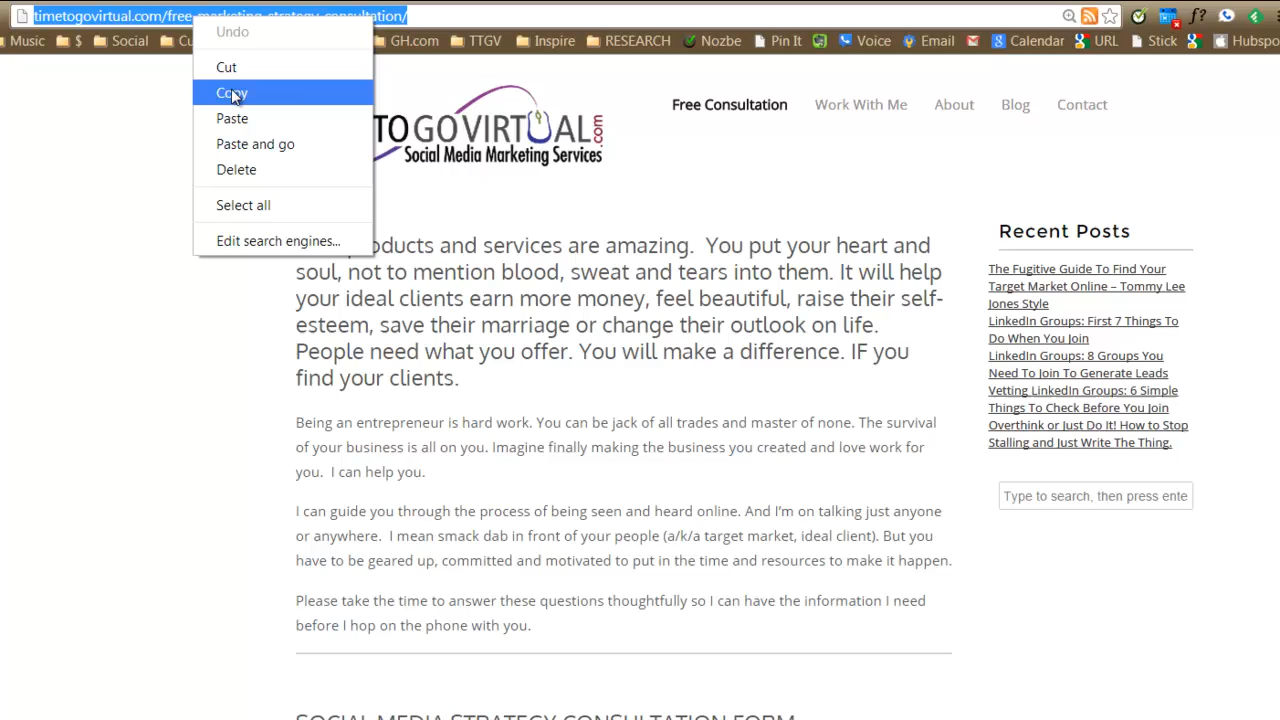 timetogovirtual.com/free-marketing-strategy-consultation/
Music $ Social Cu GH.com TTGV Inspire RESEARCH Nozbe Pin It Voice Email Calendar URL Stick Hubspo
Undo
Cut
Copy
Paste
Paste and go
Delete
Select all
Edit search engines...
TOGOVIRTUAL.com
Social Media Marketing Services
Free Consultation Work With Me About Blog Contact
oducts and services are amazing. You put your heart and
soul, not to mention blood, sweat and tears into them. It will help
your ideal clients earn more money, feel beautiful, raise their self-
esteem, save their marriage or change their outlook on life.
People need what you offer. You will make a difference. IF you
find your clients.
Being an entrepreneur is hard work. You can be jack of all trades and master of none. The survival
of your business is all on you. Imagine finally making the business you created and love work for
you. I can help you.
I can guide you through the process of being seen and heard online. And I'm on talking just anyone
or anywhere. I mean smack dab in front of your people (a/k/a target market, ideal client). But you
have to be geared up, committed and motivated to put in the time and resources to make it happen.
Please take the time to answer these questions thoughtfully so I can have the information I need
before I hop on the phone with you.
SOCIAL MEDIA STRATEGY CONSULTATION FORM
Recent Posts
The Fugitive Guide To Find Your
Target Market Online – Tommy Lee
Jones Style
LinkedIn Groups: First 7 Things To
Do When You Join
LinkedIn Groups: 8 Groups You
Need To Join To Generate Leads
Vetting LinkedIn Groups: 6 Simple
Things To Check Before You Join
Overthink or Just Do It! How to Stop
Stalling and Just Write The Thing.
Type to search, then press ente